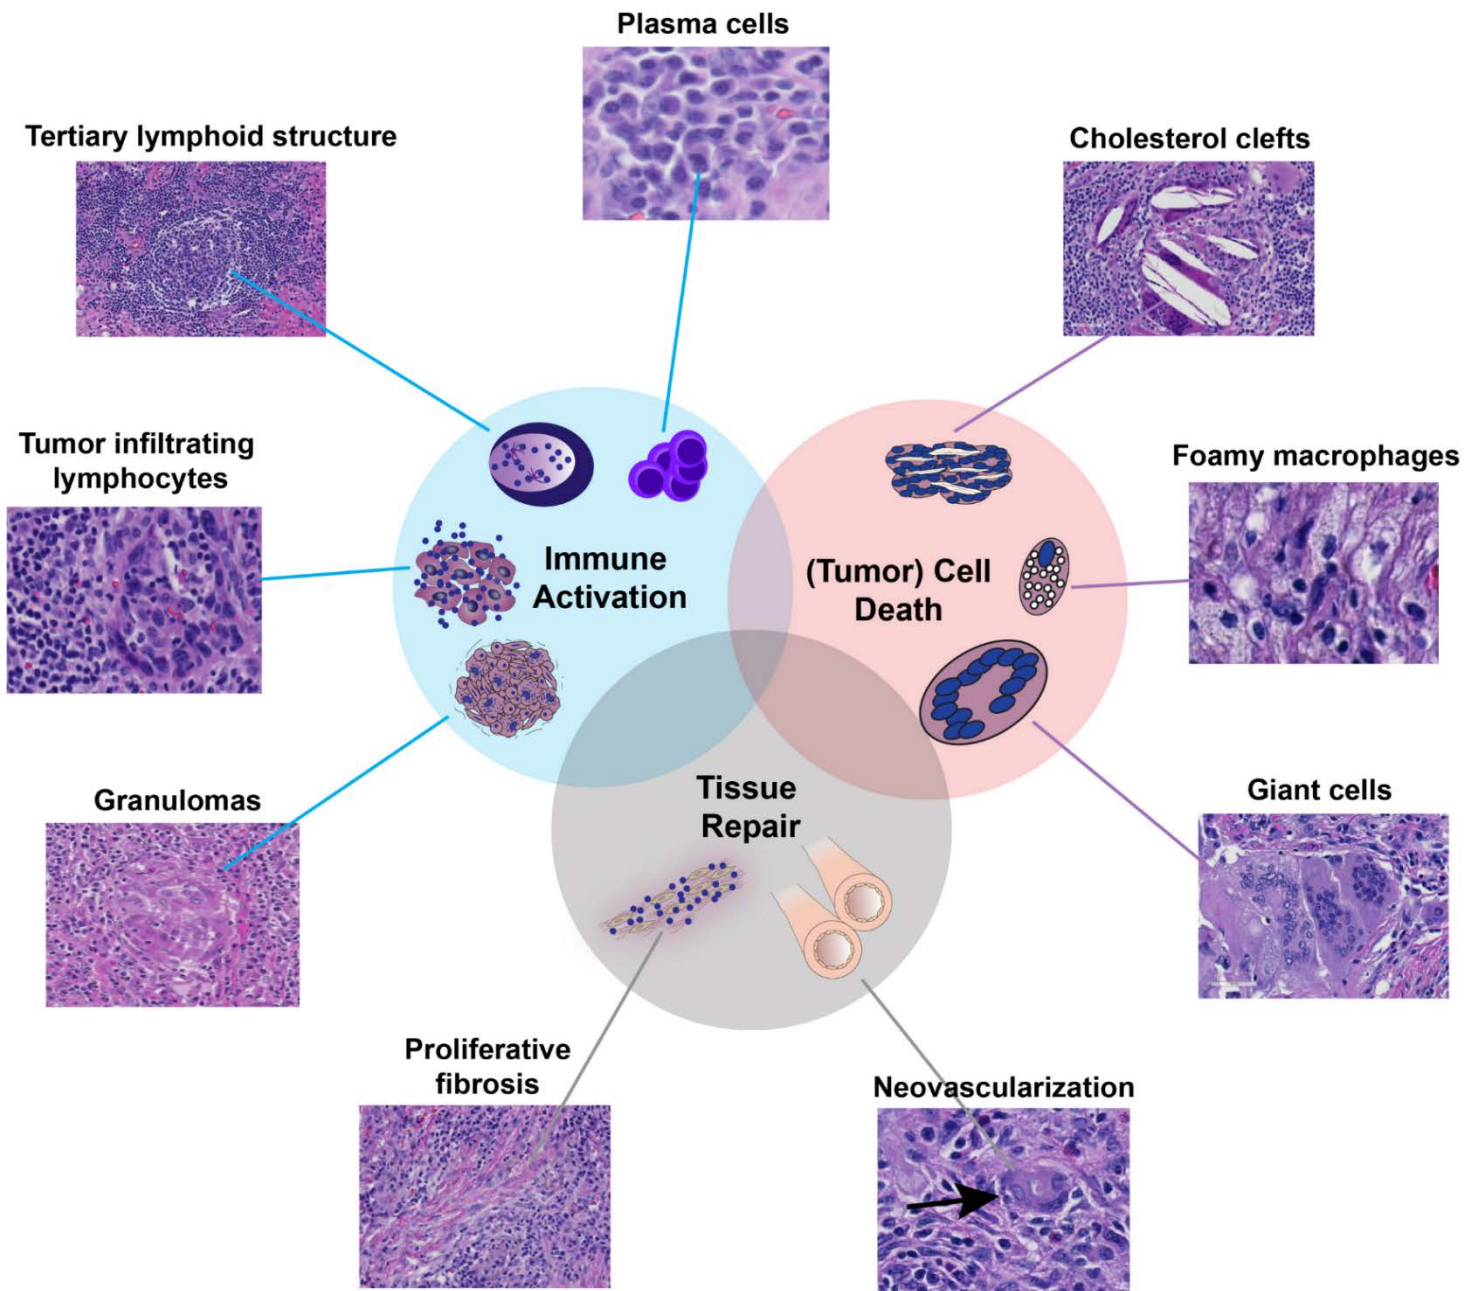 Plasma cells
Tertiary lymphoid structure
Cholesterol clefts
Tumor infiltrating
lymphocytes
Foamy macrophages
Immune
Activation
(Tumor) Cell
Death
Granulomas
Tissue
Repair
Giant cells
Proliferative
fibrosis
Neovascularization